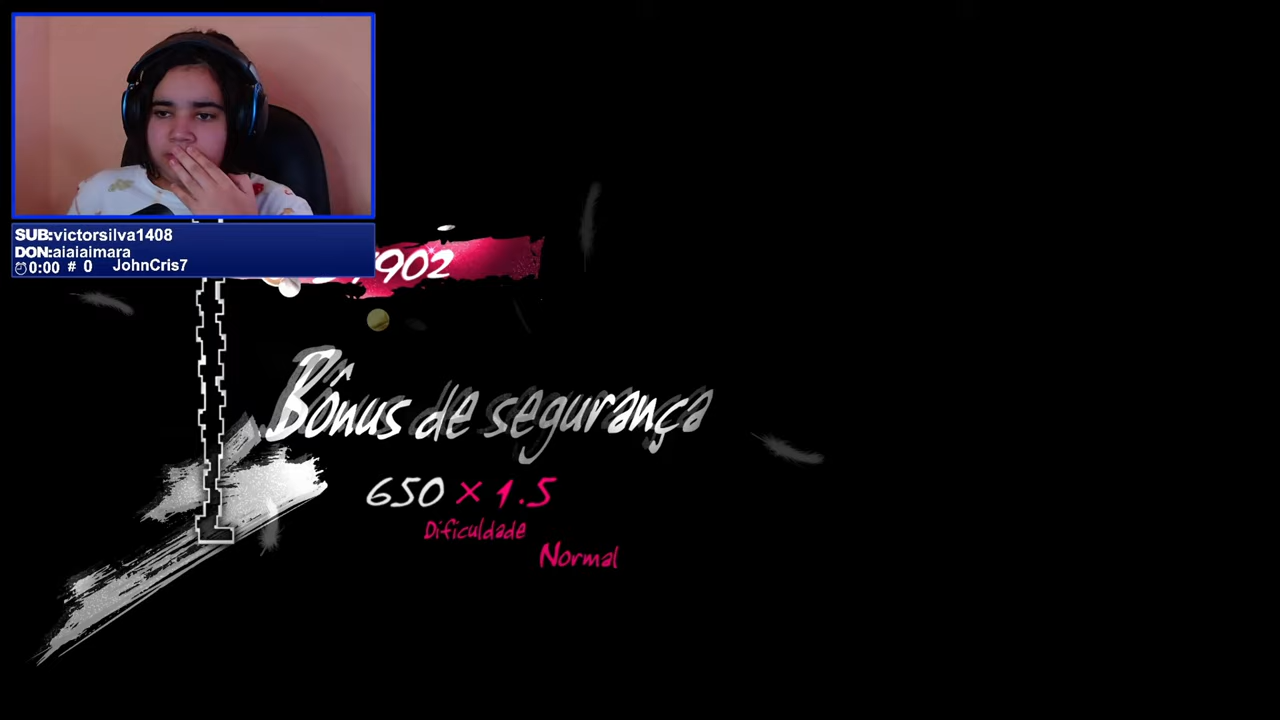 SUB:victorsilva1408
DON:aiaiaimara
0:00 # 0 JohnCris7
902
Bônus de segurança
650 × 1.5
Dificuldade
Normal